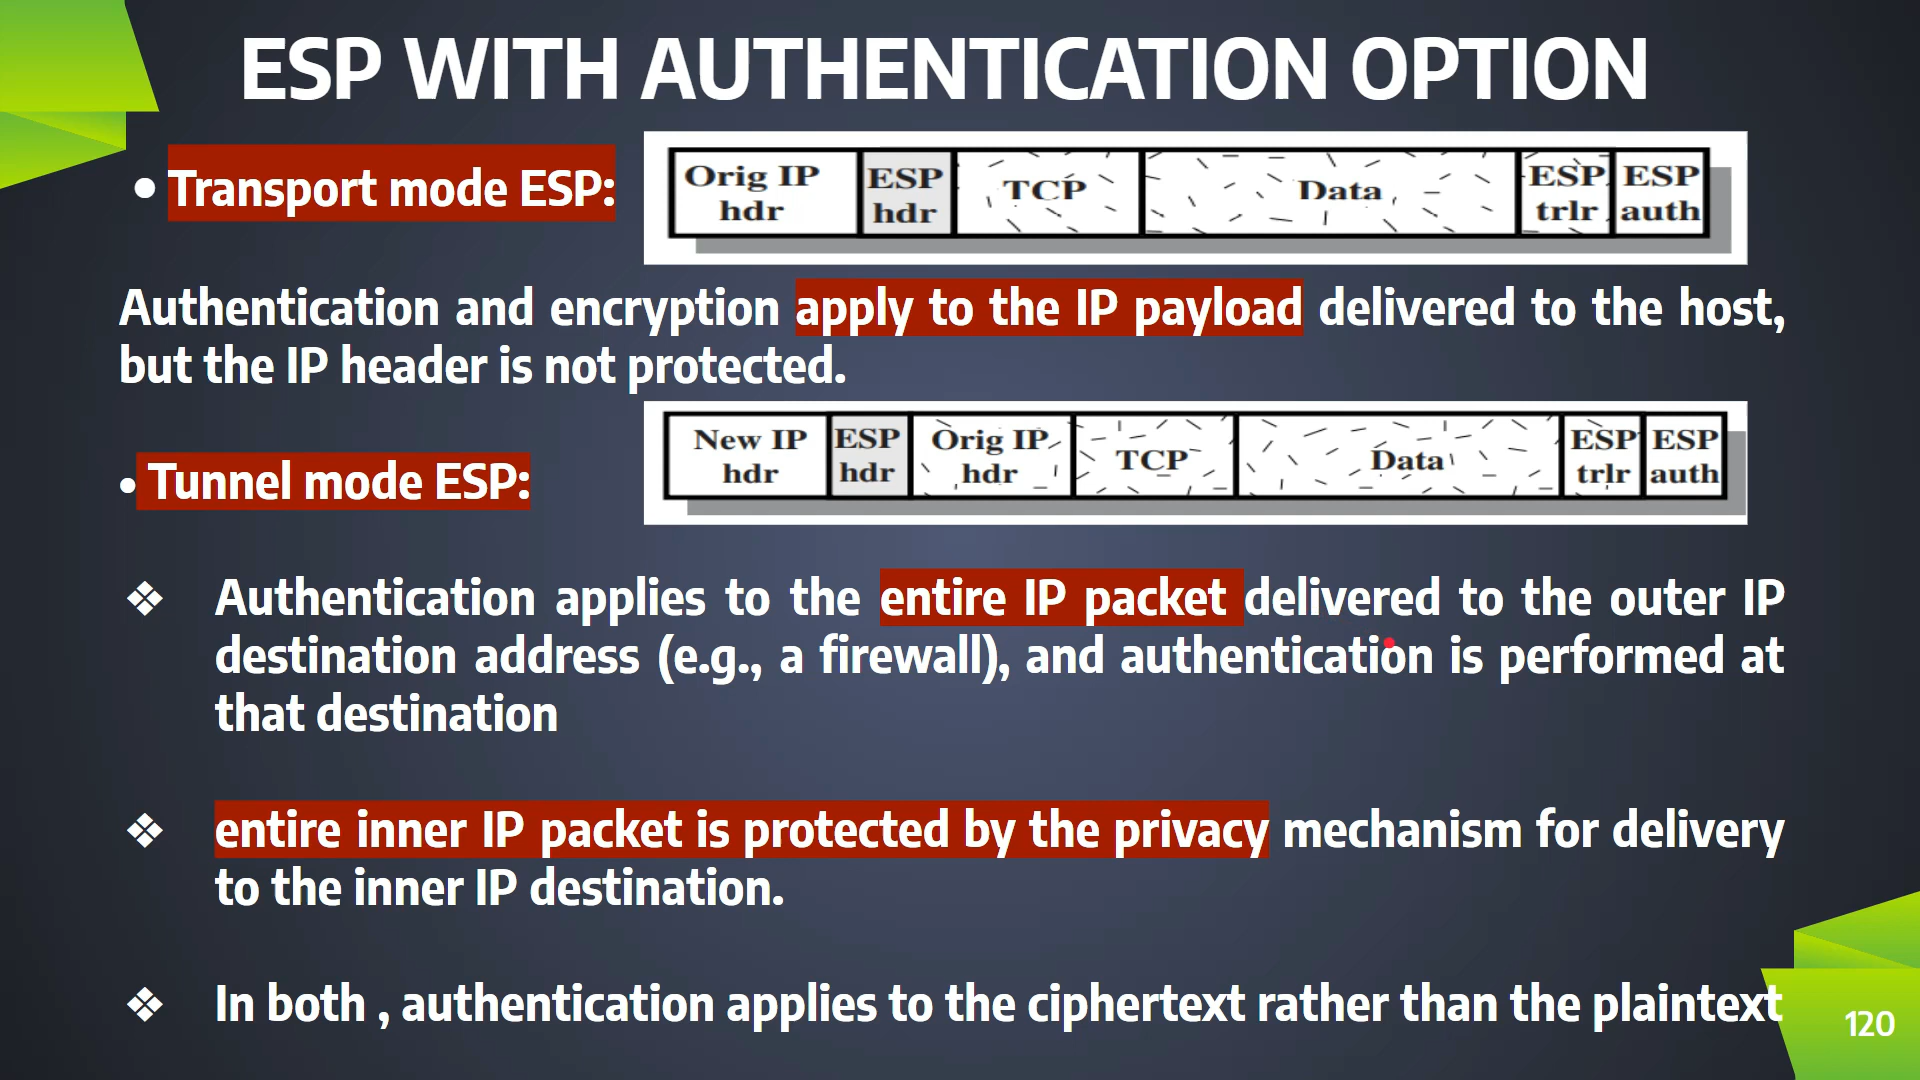 ESP WITH AUTHENTICATION OPTION
• Transport mode ESP:
Orig IP hdr ESP hdr TCP Data ESP trlr ESP auth
Authentication and encryption apply to the IP payload delivered to the host,
but the IP header is not protected.
New IP hdr ESP hdr Orig IP hdr TCP Data ESP trlr ESP auth
• Tunnel mode ESP:
❖ Authentication applies to the entire IP packet delivered to the outer IP
destination address (e.g., a firewall), and authentication is performed at
that destination
❖ entire inner IP packet is protected by the privacy mechanism for delivery
to the inner IP destination.
❖ In both , authentication applies to the ciphertext rather than the plaintext
120